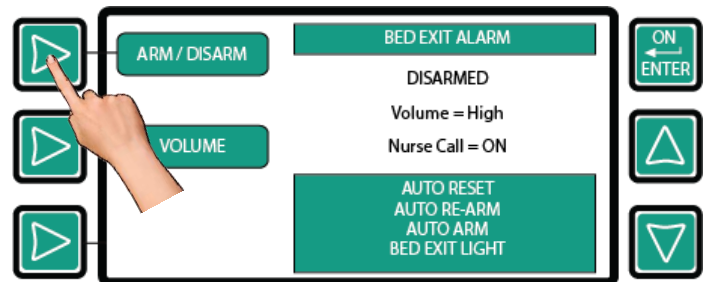 ARM / DISARM
VOLUME
BED EXIT ALARM
DISARMED
Volume = High
Nurse Call = ON
AUTO RESET
AUTO RE-ARM
AUTO ARM
BED EXIT LIGHT
ON
ENTER